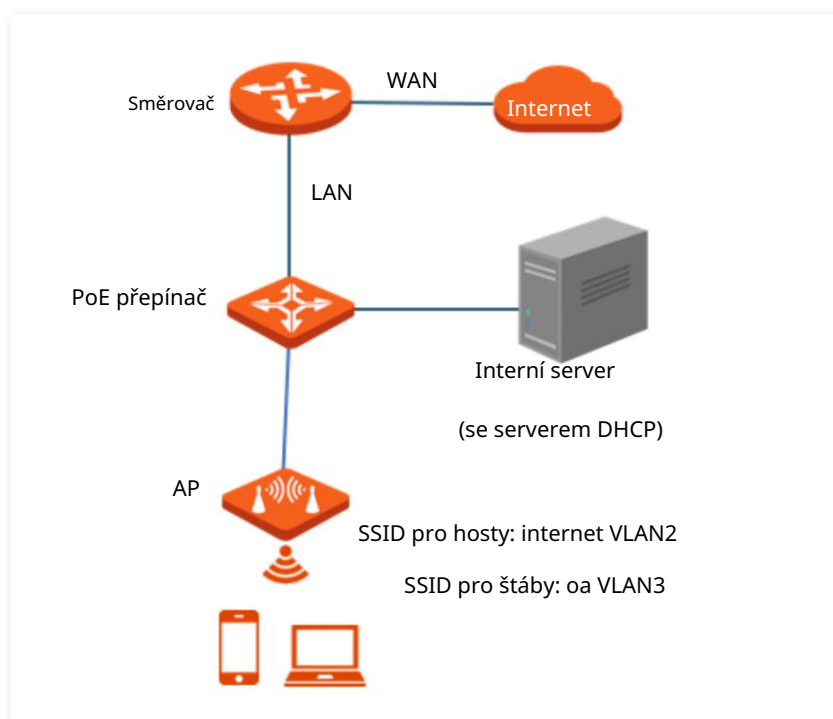 WAN
Směrovač
Internet
LAN
PoE přepínač
Interní server
(se serverem DHCP)
AP
SSID pro hosty: internet VLAN2
SSID pro štáby: oa VLAN3